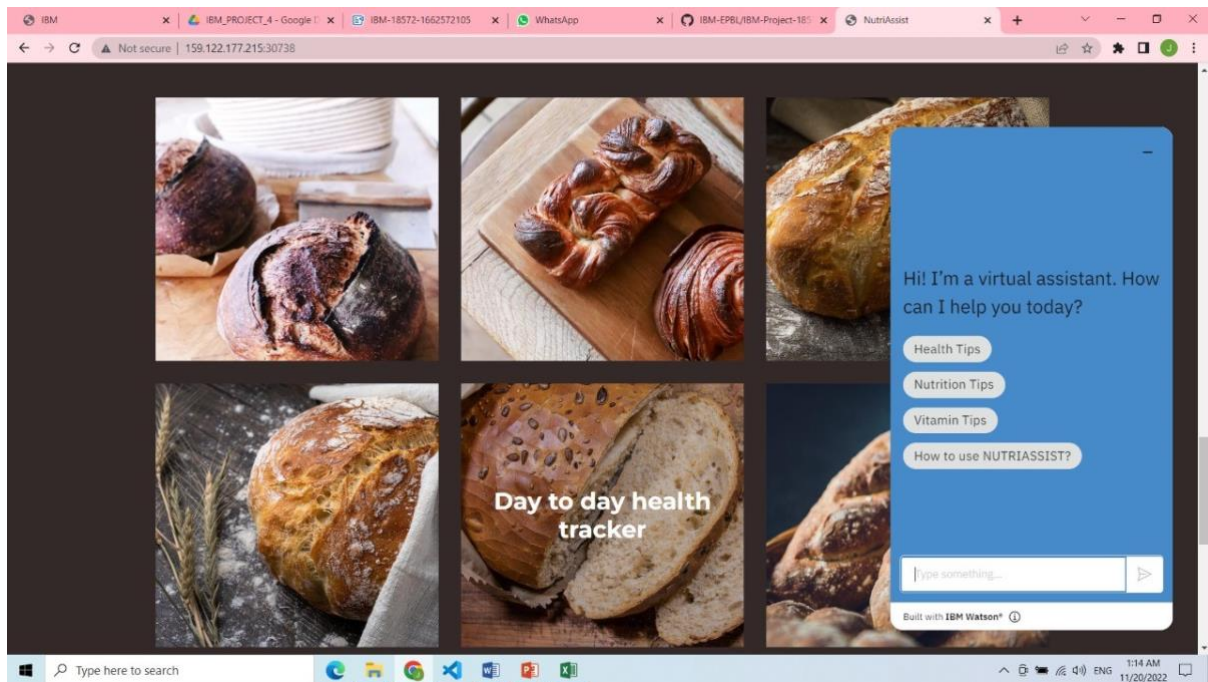 IBM
IBM_PROJECT_4 - Google D
IBM-18572-1662572105
WhatsApp
IBM-EPBL/IBM-Project-185
NutriAssist
Not secure | 159.122.177.215:30738
J
Hi! I'm a virtual assistant. How
can I help you today?
Health Tips
Nutrition Tips
Vitamin Tips
How to use NUTRIASSIST?
Day to day health
tracker
Type something...
Built with IBM Watson®
Type here to search
ENG
1:14 AM
11/20/2022